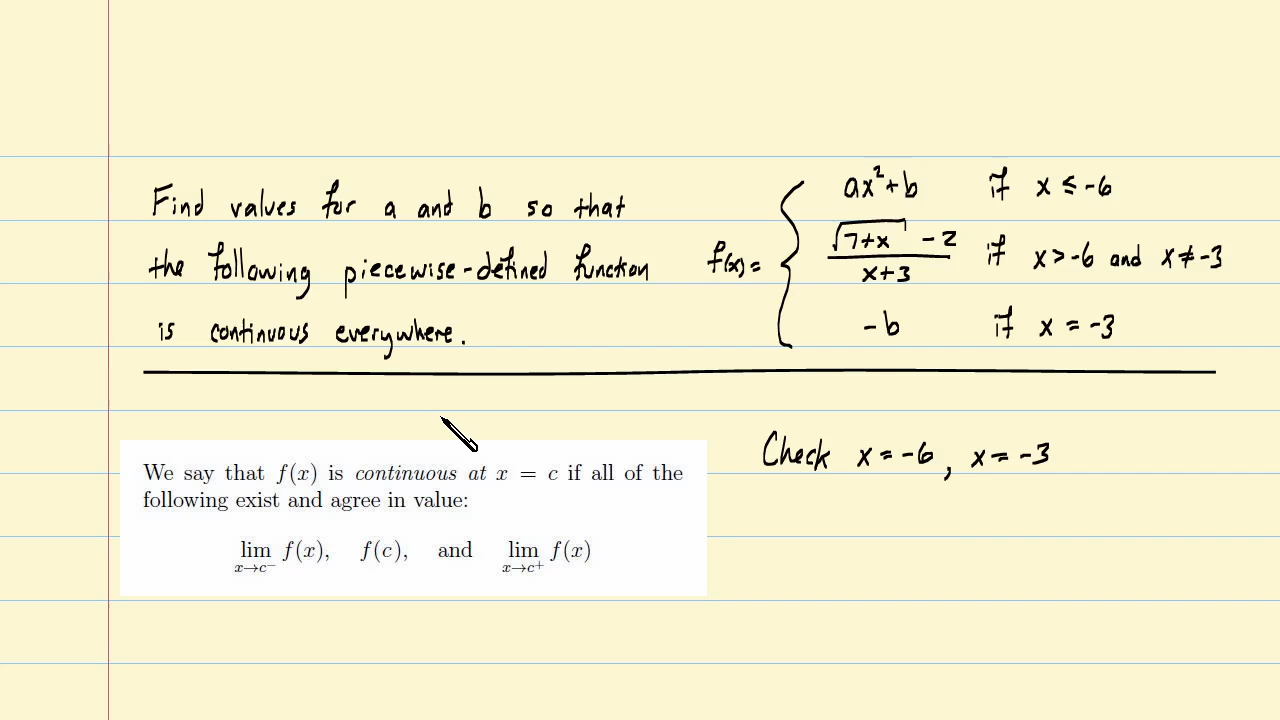 Find values for a and b so that
the following piecewise-defined function
is continuous everywhere.
f(x) = { ax² + b if x ≤ -6
(√(7+x) - 2)/(x+3) if x > -6 and x ≠ -3
-b if x = -3
We say that f(x) is continuous at x = c if all of the
following exist and agree in value:
lim x→c⁻ f(x), f(c), and lim x→c⁺ f(x)
Check x = -6, x = -3